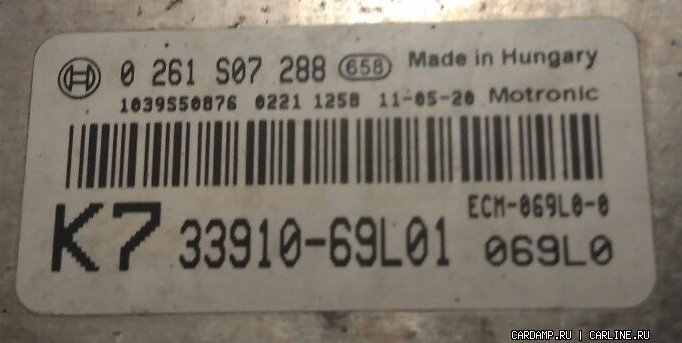 0 261 S07 288 658 Made in Hungary
1039S50876 0221 1258 11-05-20 Motronic
ECM-069L0-0
K7 33910-69L01 069L0
CARDAMP.RU | CARLINE.RU